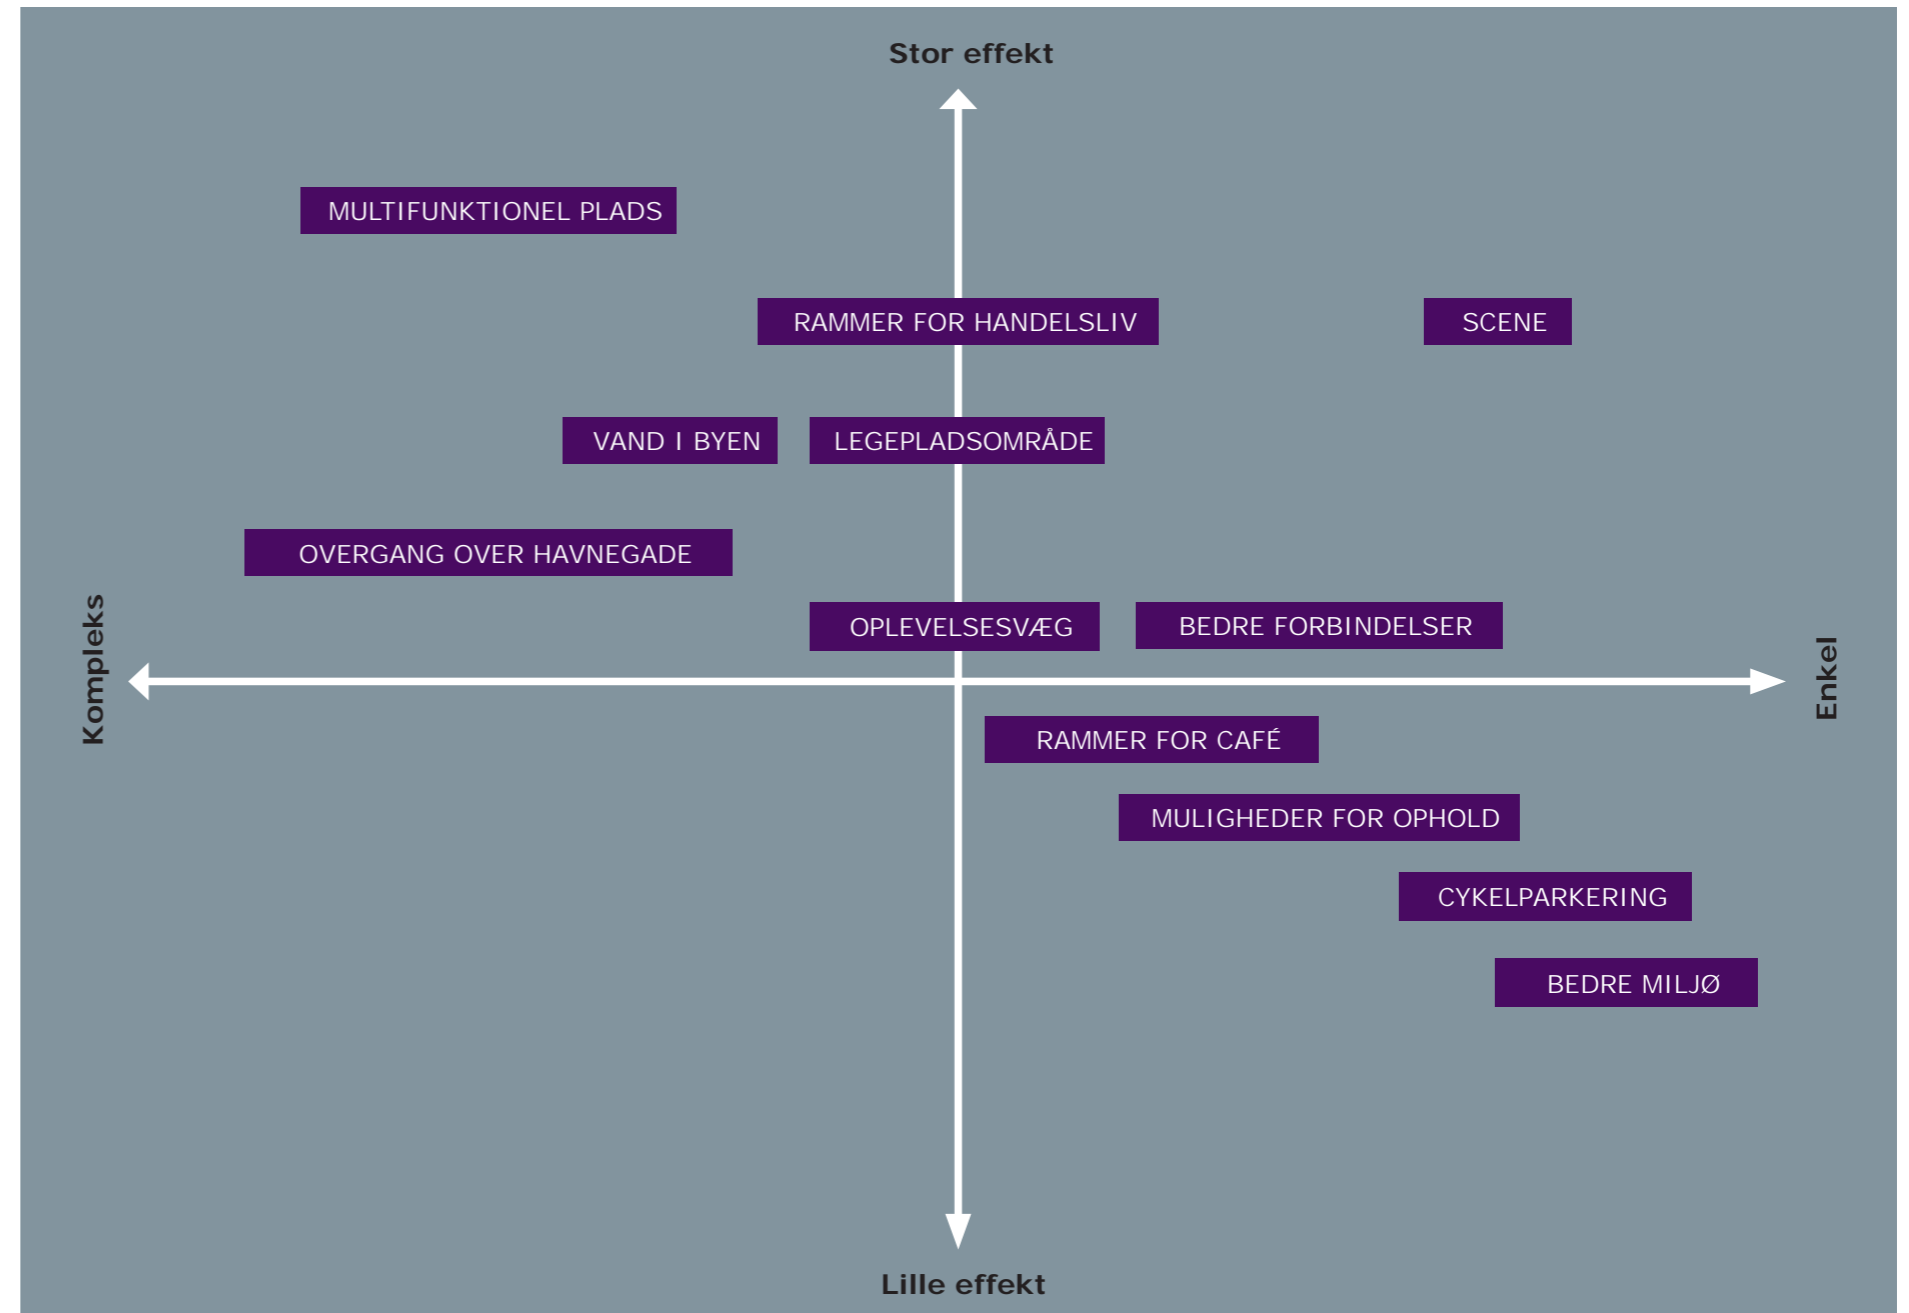 Stor effekt
MULTIFUNKTIONEL PLADS
RAMMER FOR HANDELSLIV
SCENE
VAND I BYEN
LEGEPLADSOMRÅDE
OVERGANG OVER HAVNEGADE
OPLEVELSESVÆG
BEDRE FORBINDELSER
Kompleks
Enkel
RAMMER FOR CAFÉ
MULIGHEDER FOR OPHOLD
CYKELPARKERING
BEDRE MILJØ
Lille effekt